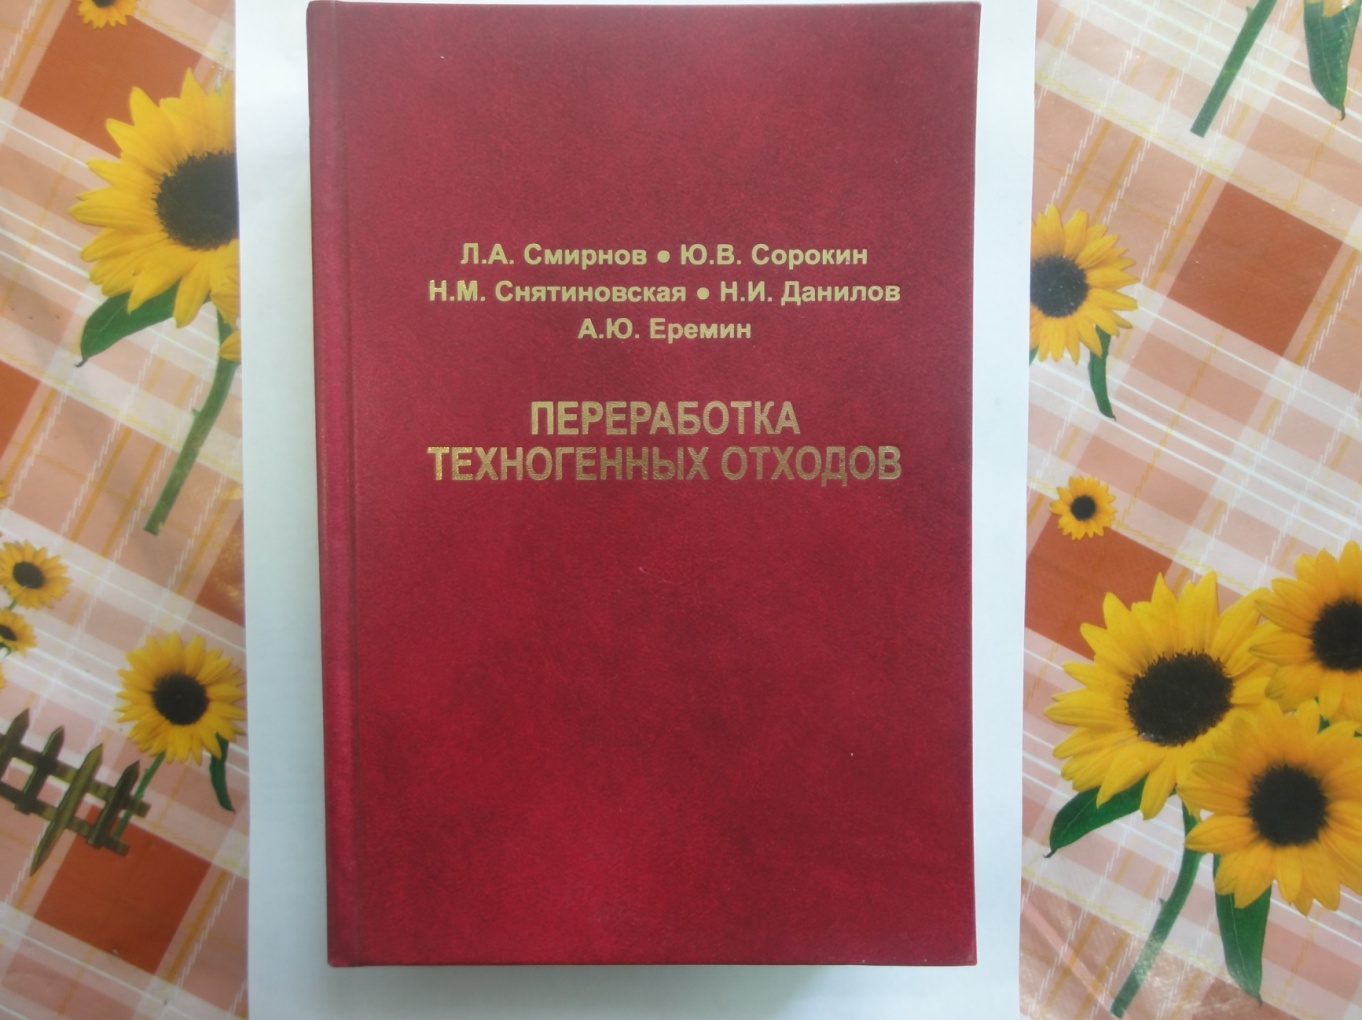 Л.А. Смирнов • Ю.В. Сорокин
Н.М. Снятиновская • Н.И. Данилов
А.Ю. Еремин
ПЕРЕРАБОТКА
ТЕХНОГЕННЫХ ОТХОДОВ